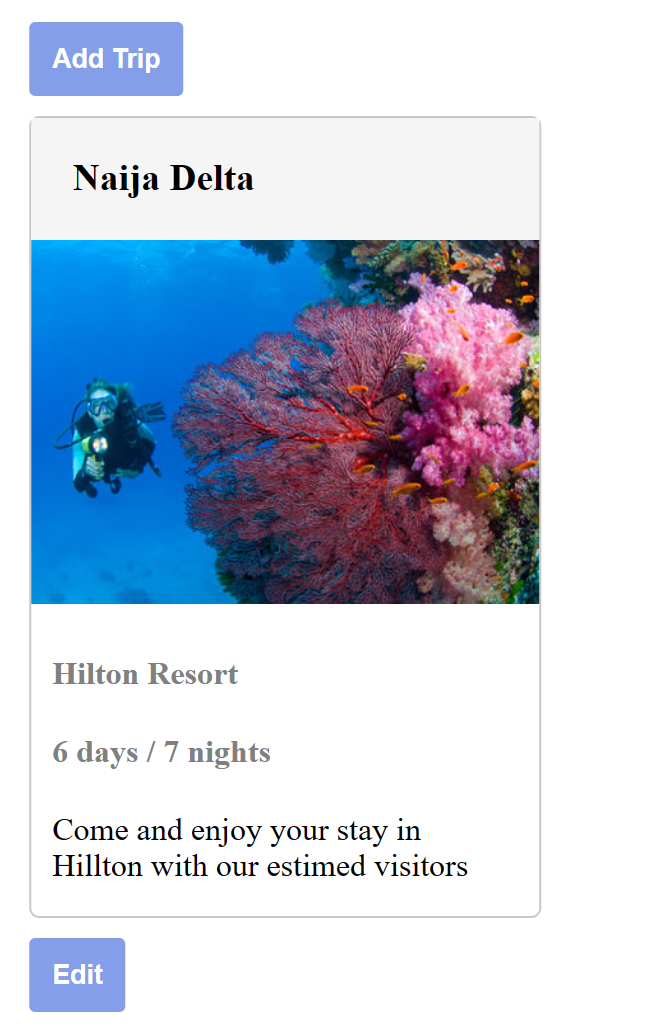 Add Trip
Naija Delta
Hilton Resort
6 days / 7 nights
Come and enjoy your stay in
Hillton with our estimed visitors
Edit